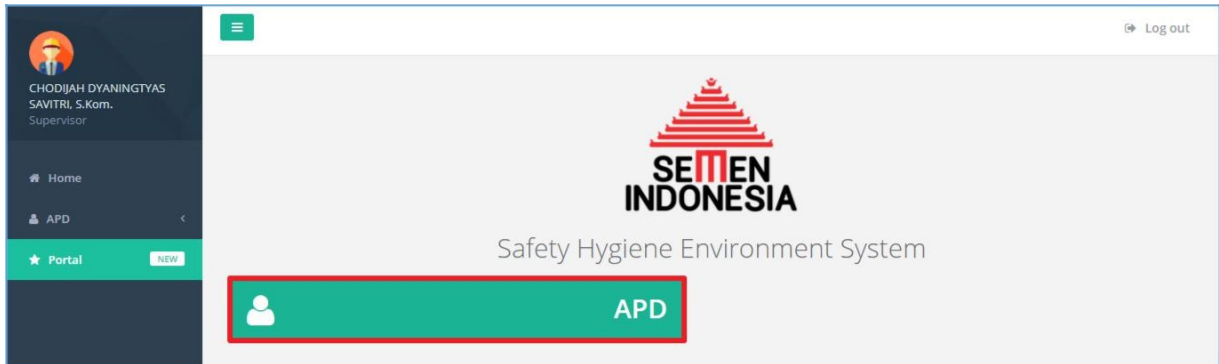 CHODIJAH DYANINGTYAS
SAVITRI, S.Kom.
Supervisor
Home
APD
Portal NEW
Log out
SEMEN
INDONESIA
Safety Hygiene Environment System
APD